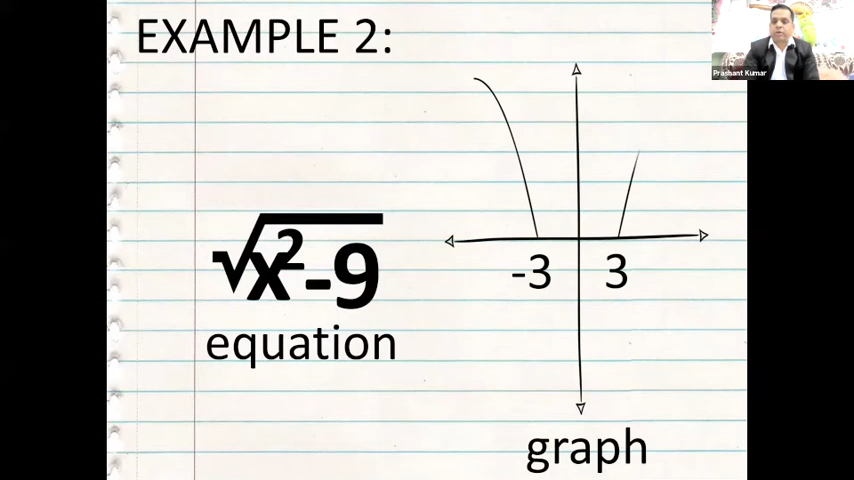 EXAMPLE 2:
Prashant Kumar
√x²-9
equation
-3 3
graph